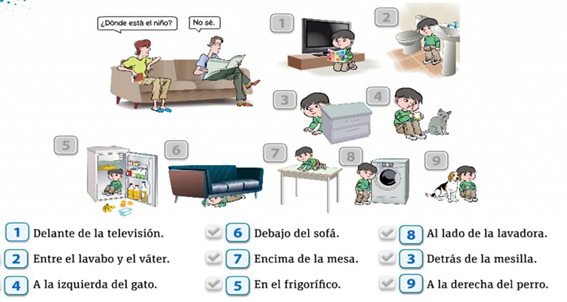 ¿Dónde está el niño?
No sé.
1
2
3
4
5
6
7
8
9
1 Delante de la televisión.
6 Debajo del sofá.
8 Al lado de la lavadora.
2 Entre el lavabo y el váter.
7 Encima de la mesa.
3 Detrás de la mesilla.
4 A la izquierda del gato.
5 En el frigorífico.
9 A la derecha del perro.